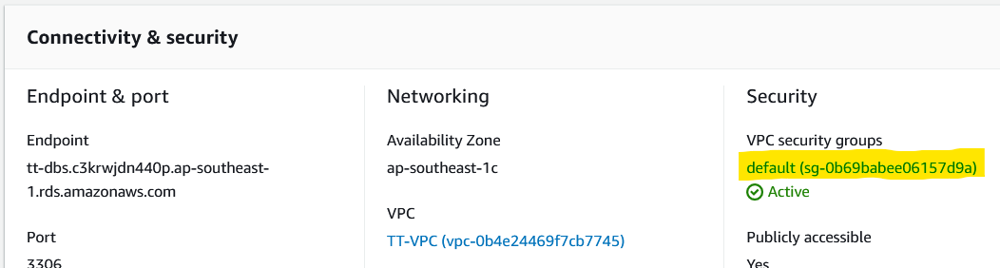 Connectivity & security
Endpoint & port
Endpoint
tt-dbs.c3krwjdn440p.ap-southeast-
1.rds.amazonaws.com
Port
3306
Networking
Availability Zone
ap-southeast-1c
VPC
TT-VPC (vpc-0b4e24469f7cb7745)
Security
VPC security groups
default (sg-0b69babee06157d9a)
Active
Publicly accessible
Yes